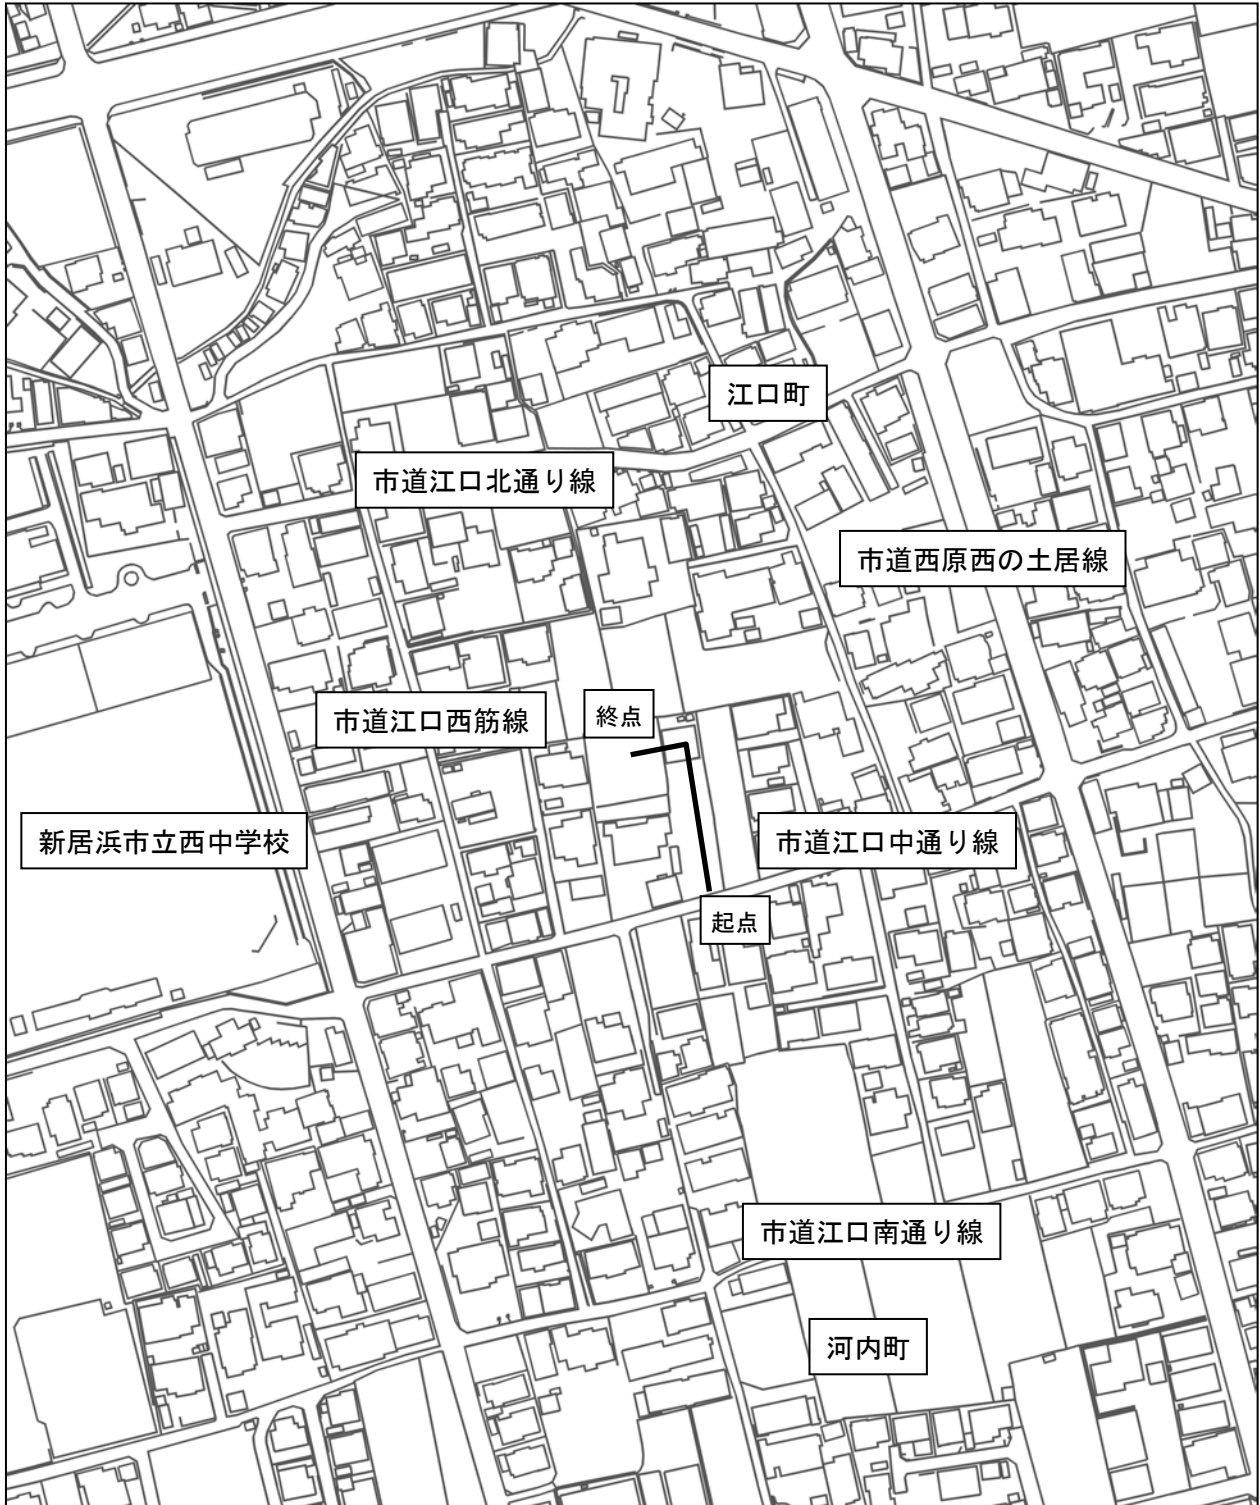 江口町
市道江口北通り線
市道西原西の土居線
市道江口西筋線
終点
新居浜市立西中学校
市道江口中通り線
起点
市道江口南通り線
河内町